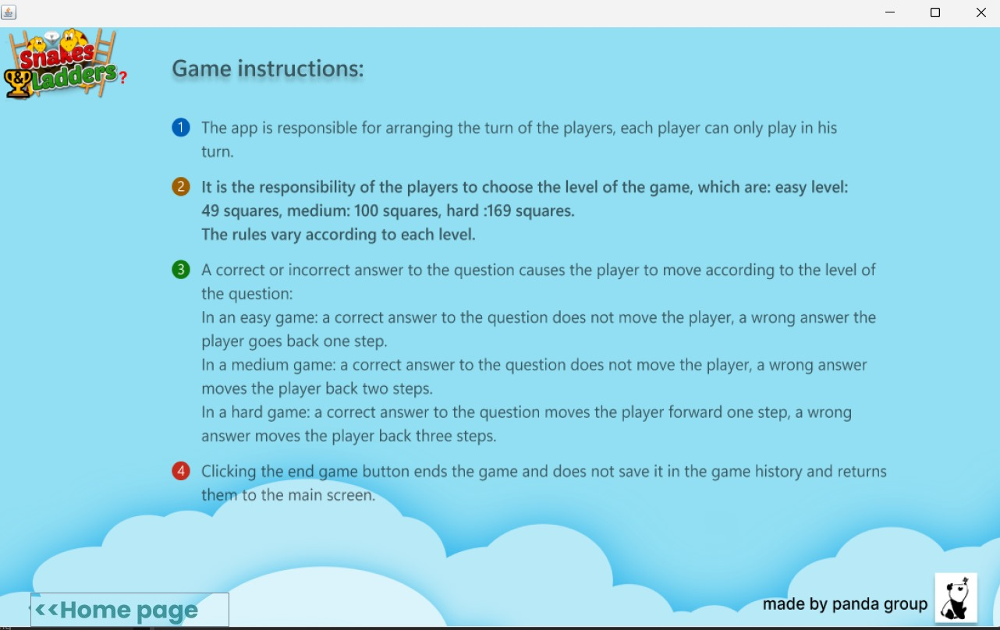 Snakes
& Ladders ?
Game instructions:
1 The app is responsible for arranging the turn of the players, each player can only play in his
turn.
2 It is the responsibility of the players to choose the level of the game, which are: easy level:
49 squares, medium: 100 squares, hard :169 squares.
The rules vary according to each level.
3 A correct or incorrect answer to the question causes the player to move according to the level of
the question:
In an easy game: a correct answer to the question does not move the player, a wrong answer the
player goes back one step.
In a medium game: a correct answer to the question does not move the player, a wrong answer
moves the player back two steps.
In a hard game: a correct answer to the question moves the player forward one step, a wrong
answer moves the player back three steps.
4 Clicking the end game button ends the game and does not save it in the game history and returns
them to the main screen.
<<Home page
made by panda group